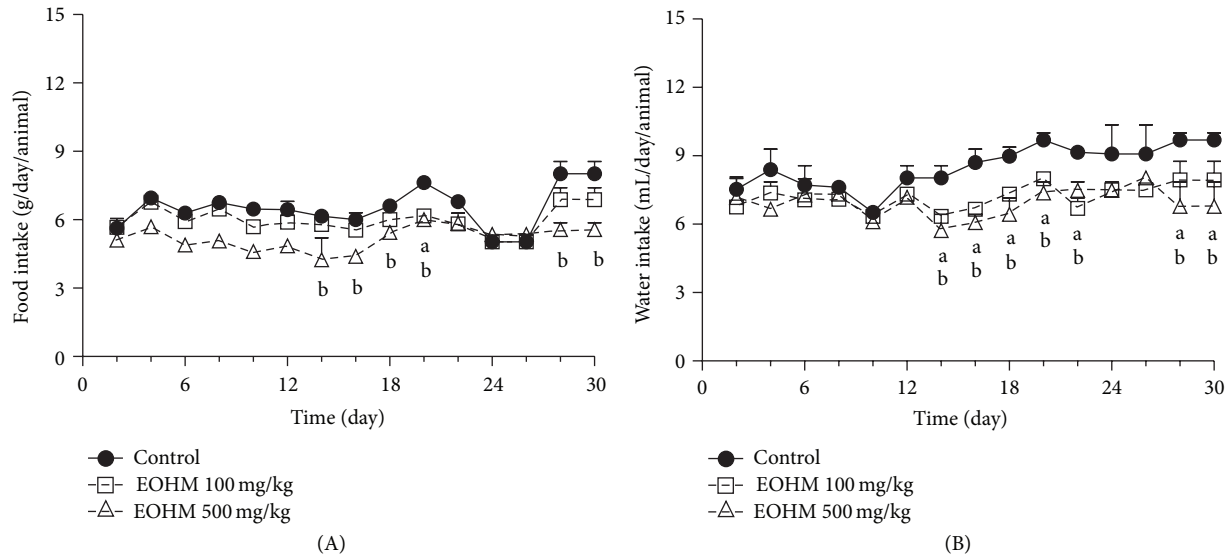 15
12
9
6
3
0
Food intake (g/day/animal)
b
b
b
a
b
b
b
0
6
12
18
24
30
Time (day)
Control
EOHM 100 mg/kg
EOHM 500 mg/kg
(A)
15
12
9
6
3
0
Water intake (mL/day/animal)
a
b
a
b
a
b
a
b
a
b
a
b
a
b
0
6
12
18
24
30
Time (day)
Control
EOHM 100 mg/kg
EOHM 500 mg/kg
(B)